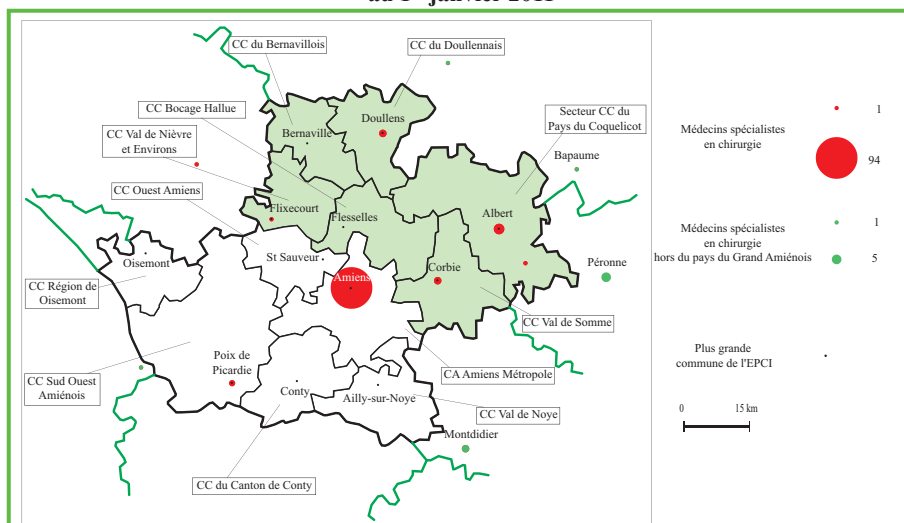 au 1er janvier 2011
CC du Bernavillois
CC du Doullennais
CC Bocage Hallue
CC Val de Nièvre
et Environs
CC Ouest Amiens
Secteur CC du
Pays du Coquelicot
Bernaville
Doullens
Bapaume
Flixecourt
Flesselles
Albert
Oisemont
St Sauveur
Amiens
Corbie
Péronne
CC Région de
Oisemont
CC Val de Somme
CC Sud Ouest
Amiénois
Poix de
Picardie
Conty
Ailly-sur-Noye
CA Amiens Métropole
CC Val de Noye
Montdidier
CC du Canton de Conty
Médecins spécialistes
en chirurgie
1
94
Médecins spécialistes
en chirurgie
hors du pays du Grand Amiénois
1
5
Plus grande
commune de l'EPCI
0 15 km